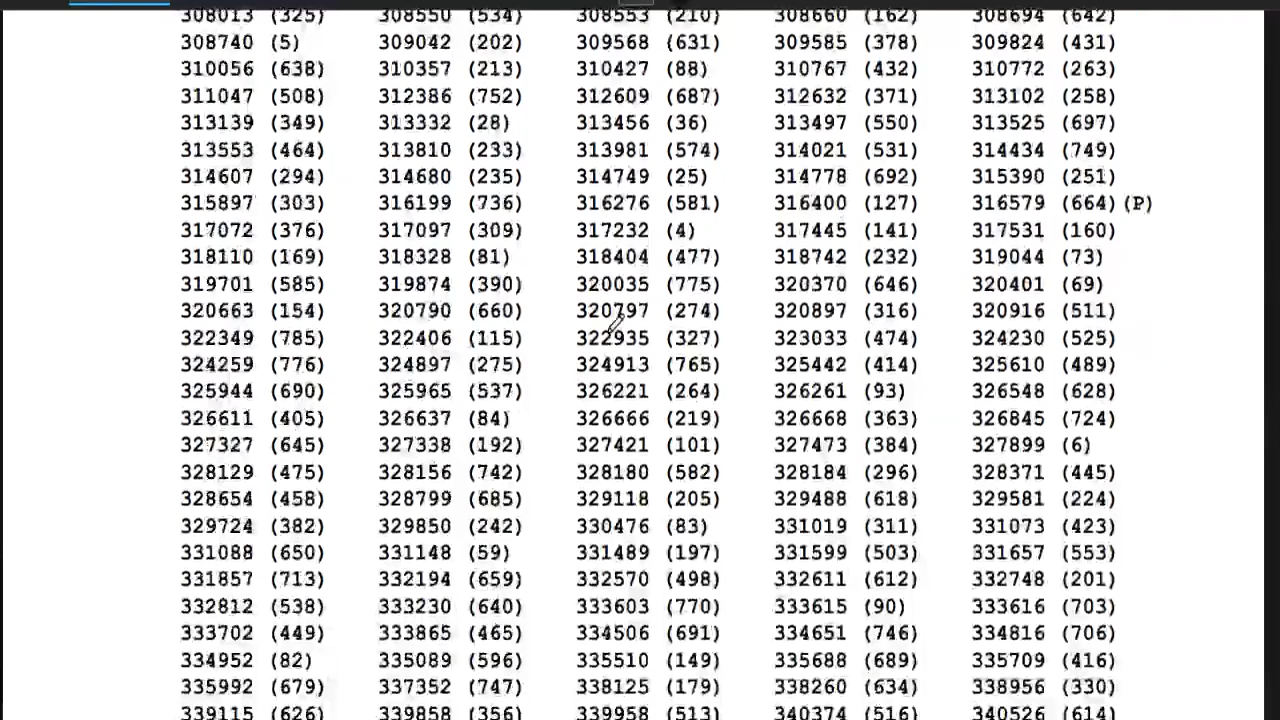 308013 (325) 308550 (534) 308553 (210) 308660 (162) 308694 (642)
308740 (5) 309042 (202) 309568 (631) 309585 (378) 309824 (431)
310056 (638) 310357 (213) 310427 (88) 310767 (432) 310772 (263)
311047 (508) 312386 (752) 312609 (687) 312632 (371) 313102 (258)
313139 (349) 313332 (28) 313456 (36) 313497 (550) 313525 (697)
313553 (464) 313810 (233) 313981 (574) 314021 (531) 314434 (749)
314607 (294) 314680 (235) 314749 (25) 314778 (692) 315390 (251)
315897 (303) 316199 (736) 316276 (581) 316400 (127) 316579 (664)(P)
317072 (376) 317097 (309) 317232 (4) 317445 (141) 317531 (160)
318110 (169) 318328 (81) 318404 (477) 318742 (232) 319044 (73)
319701 (585) 319874 (390) 320035 (775) 320370 (646) 320401 (69)
320663 (154) 320790 (660) 320797 (274) 320897 (316) 320916 (511)
322349 (785) 322406 (115) 322935 (327) 323033 (474) 324230 (525)
324259 (776) 324897 (275) 324913 (765) 325442 (414) 325610 (489)
325944 (690) 325965 (537) 326221 (264) 326261 (93) 326548 (628)
326611 (405) 326637 (84) 326666 (219) 326668 (363) 326845 (724)
327327 (645) 327338 (192) 327421 (101) 327473 (384) 327899 (6)
328129 (475) 328156 (742) 328180 (582) 328184 (296) 328371 (445)
328654 (458) 328799 (685) 329118 (205) 329488 (618) 329581 (224)
329724 (382) 329850 (242) 330476 (83) 331019 (311) 331073 (423)
331088 (650) 331148 (59) 331489 (197) 331599 (503) 331657 (553)
331857 (713) 332194 (659) 332570 (498) 332611 (612) 332748 (201)
332812 (538) 333230 (640) 333603 (770) 333615 (90) 333616 (703)
333702 (449) 333865 (465) 334506 (691) 334651 (746) 334816 (706)
334952 (82) 335089 (596) 335510 (149) 335688 (689) 335709 (416)
335992 (679) 337352 (747) 338125 (179) 338260 (634) 338956 (330)
339115 (626) 339858 (356) 339958 (513) 340374 (516) 340526 (614)